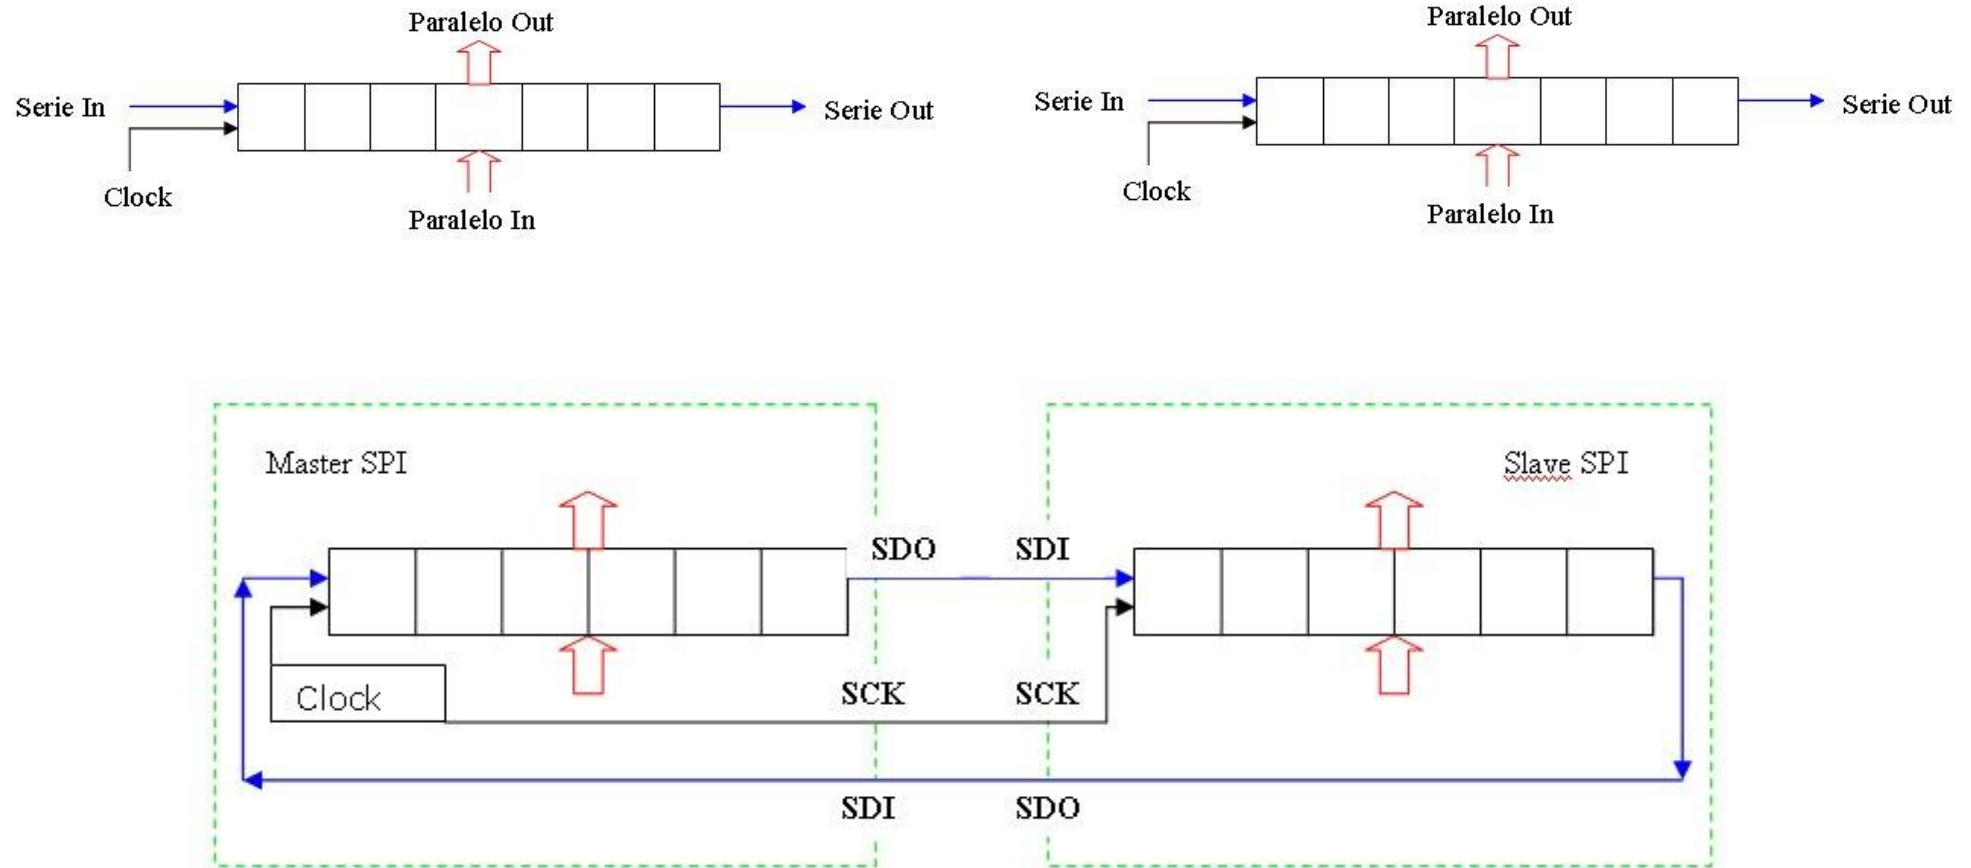 Paralelo Out
Serie In
Serie Out
Clock
Paralelo In
Paralelo Out
Serie In
Serie Out
Clock
Paralelo In
Master SPI
Slave SPI
SDO
SDI
Clock
SCK
SCK
SDI
SDO